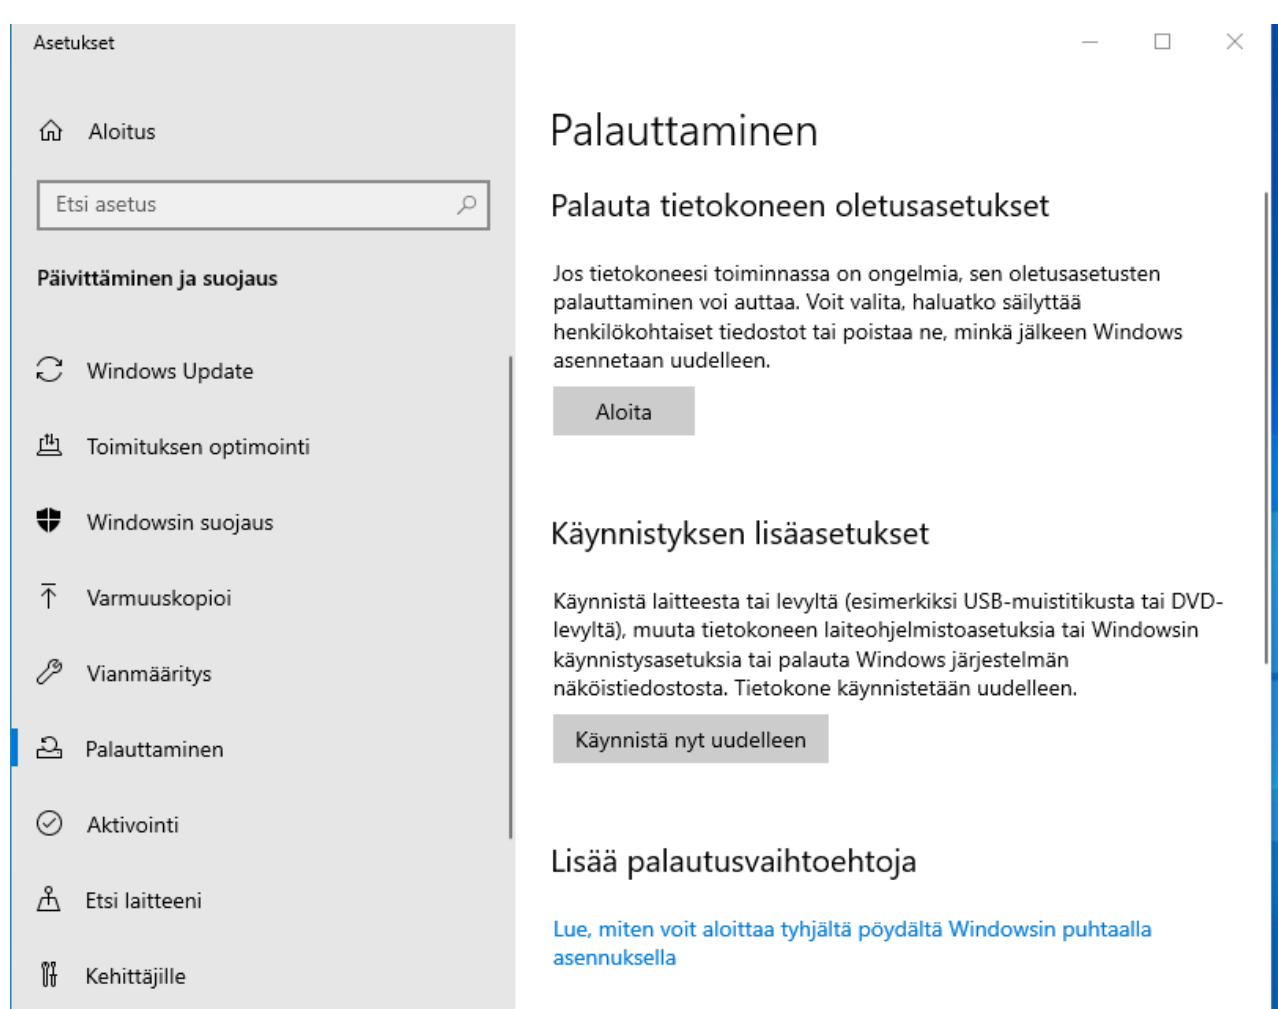 Asetukset
Aloitus
Etsi asetus
Päivittäminen ja suojaus
Windows Update
Toimituksen optimointi
Windowsin suojaus
Varmuuskopioi
Vianmääritys
Palauttaminen
Aktivointi
Etsi laitteeni
Kehittäjille
Palauttaminen
Palauta tietokoneen oletusasetukset
Jos tietokoneesi toiminnassa on ongelmia, sen oletusasetusten
palauttaminen voi auttaa. Voit valita, haluatko säilyttää
henkilökohtaiset tiedostot tai poistaa ne, minkä jälkeen Windows
asennetaan uudelleen.
Aloita
Käynnistyksen lisäasetukset
Käynnistä laitteesta tai levyltä (esimerkiksi USB-muistitikusta tai DVD-
levyltä), muuta tietokoneen laiteohjelmistoasetuksia tai Windowsin
käynnistysasetuksia tai palauta Windows järjestelmän
näköistiedostosta. Tietokone käynnistetään uudelleen.
Käynnistä nyt uudelleen
Lisää palautusvaihtoehtoja
Lue, miten voit aloittaa tyhjältä pöydältä Windowsin puhtaalla
asennuksella